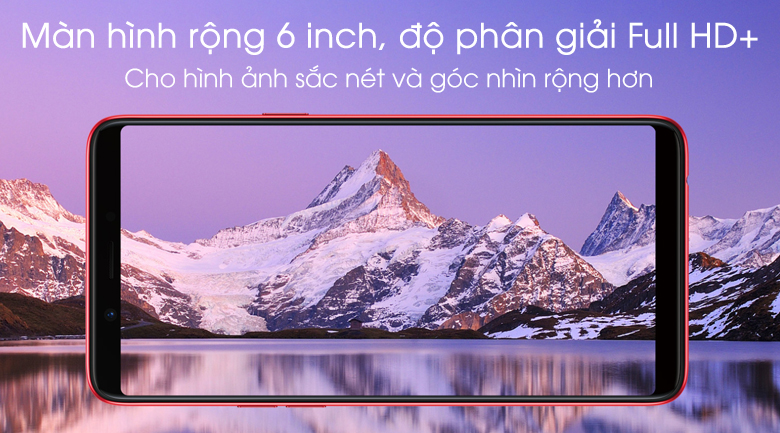 Màn hình rộng 6 inch, độ phân giải Full HD+
Cho hình ảnh sắc nét và góc nhìn rộng hơn